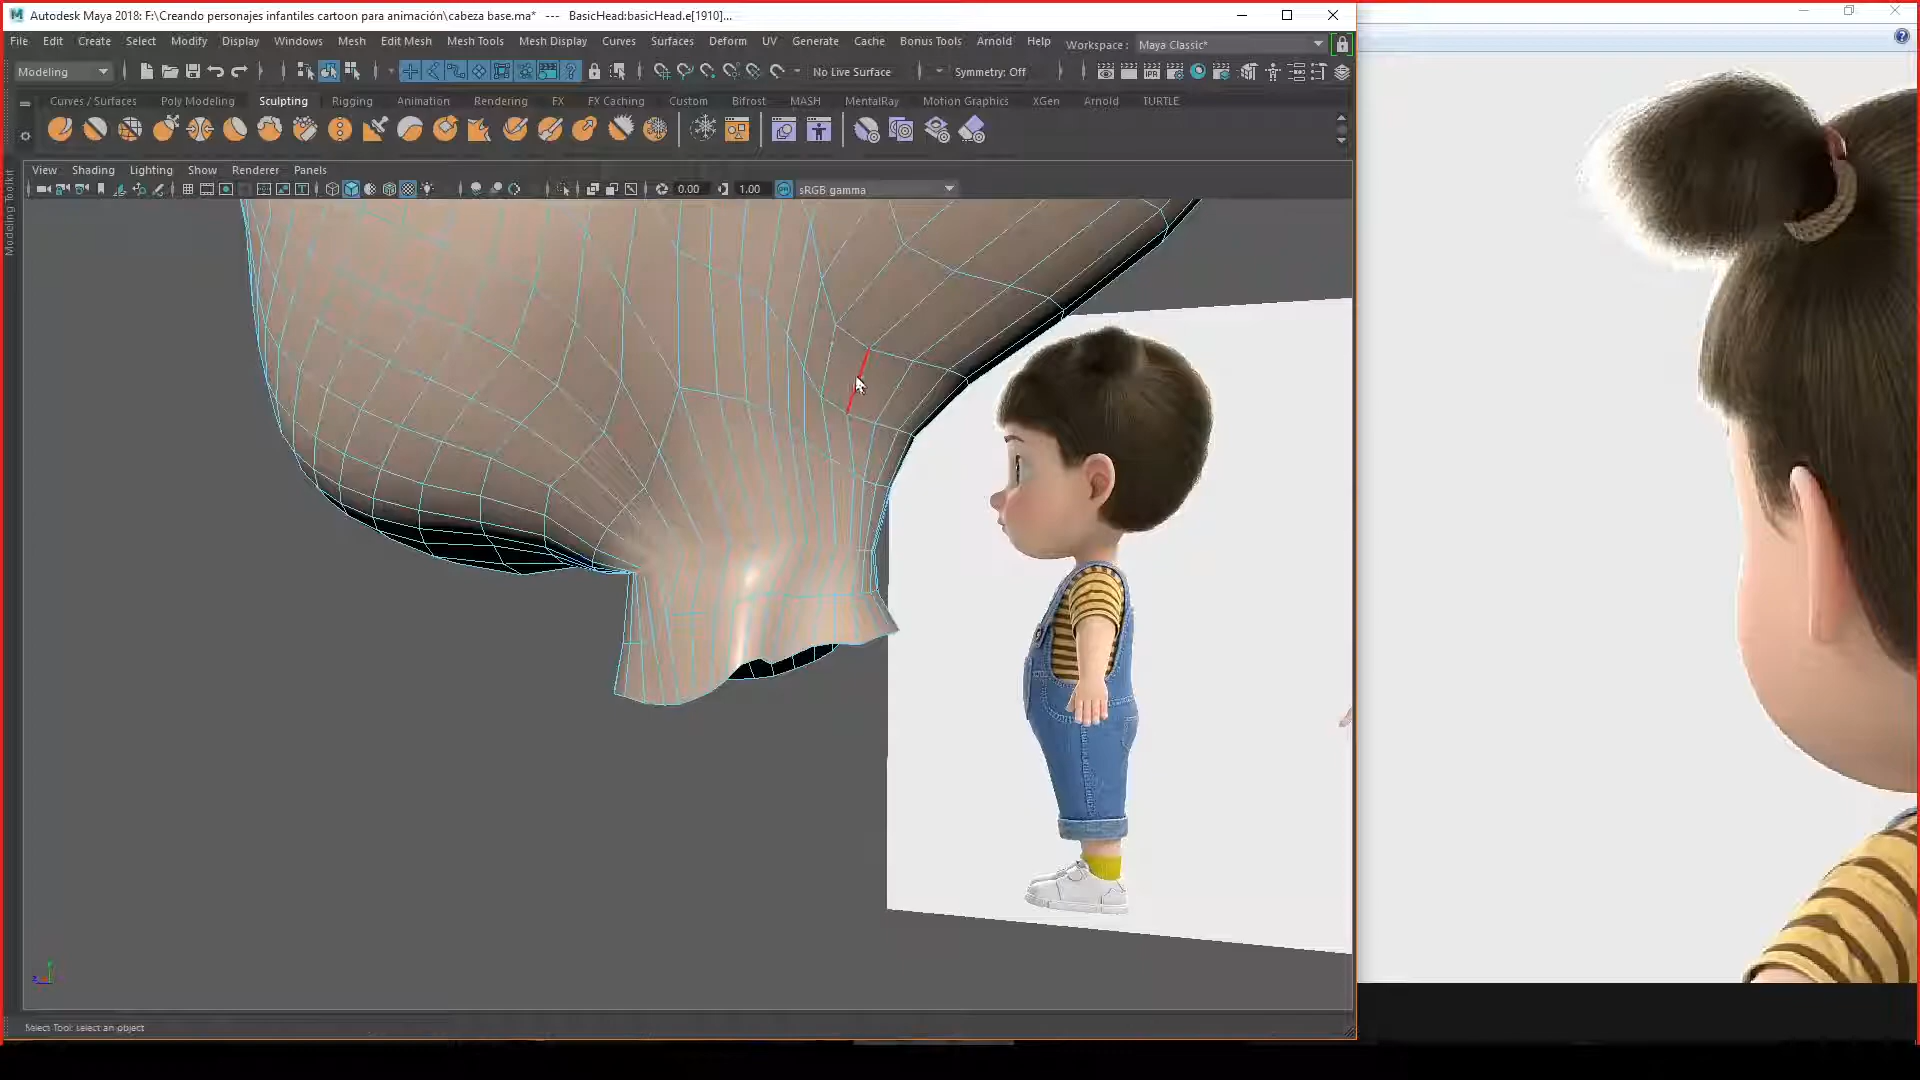 Autodesk Maya 2018: F:\Creando personajes infantiles cartoon para animación\cabeza base.ma* --- BasicHead:basicHead.e[1910]...
File Edit Create Select Modify Display Windows Mesh Edit Mesh Mesh Tools Mesh Display Curves Surfaces Deform UV Generate Cache Bonus Tools Arnold Help Workspace : Maya Classic*
Modeling No Live Surface Symmetry: Off
Curves / Surfaces Poly Modeling Sculpting Rigging Animation Rendering FX FX Caching Custom Bifrost MASH MentalRay Motion Graphics XGen Arnold TURTLE
View Shading Lighting Show Renderer Panels
0.00 1.00 sRGB gamma
Modeling Toolkit
Select Tool: select an object